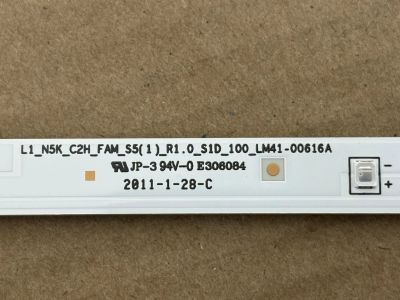 L1_N5K_C2H_FAM_S5(1)_R1.0_S1D_100_LM41-00616A
JP-3 94V-0 E306084
2011-1-28-C
-
+